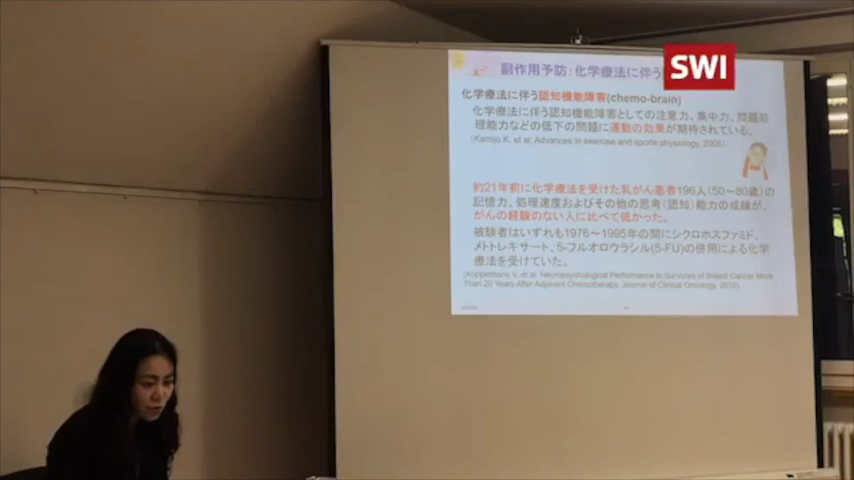 副作用予防：化学療法に伴う
SWI
化学療法に伴う認知機能障害(chemo-brain)
化学療法に伴う認知機能障害としての注意力、集中力、問題処
理能力などの低下の問題に運動の効果が期待されている。
(Kamijo K, et al. Advances in exercise and sports physiology, 2008)
約21年前に化学療法を受けた乳がん患者196人(50～80歳)の
記憶力、処理速度およびその他の思考(認知)能力の成績が、
がんの経験のない人に比べて低かった。
被験者はいずれも1976～1995年の間にシクロホスファミド、
メトトレキサート、5-フルオロウラシル(5-FU)の併用による化学
療法を受けていた。
(Koppelmans V, et al. Neuropsychological Performance in Survivors of Breast Cancer More
Than 20 Years After Adjuvant Chemotherapy, Journal of Clinical Oncology, 2012)